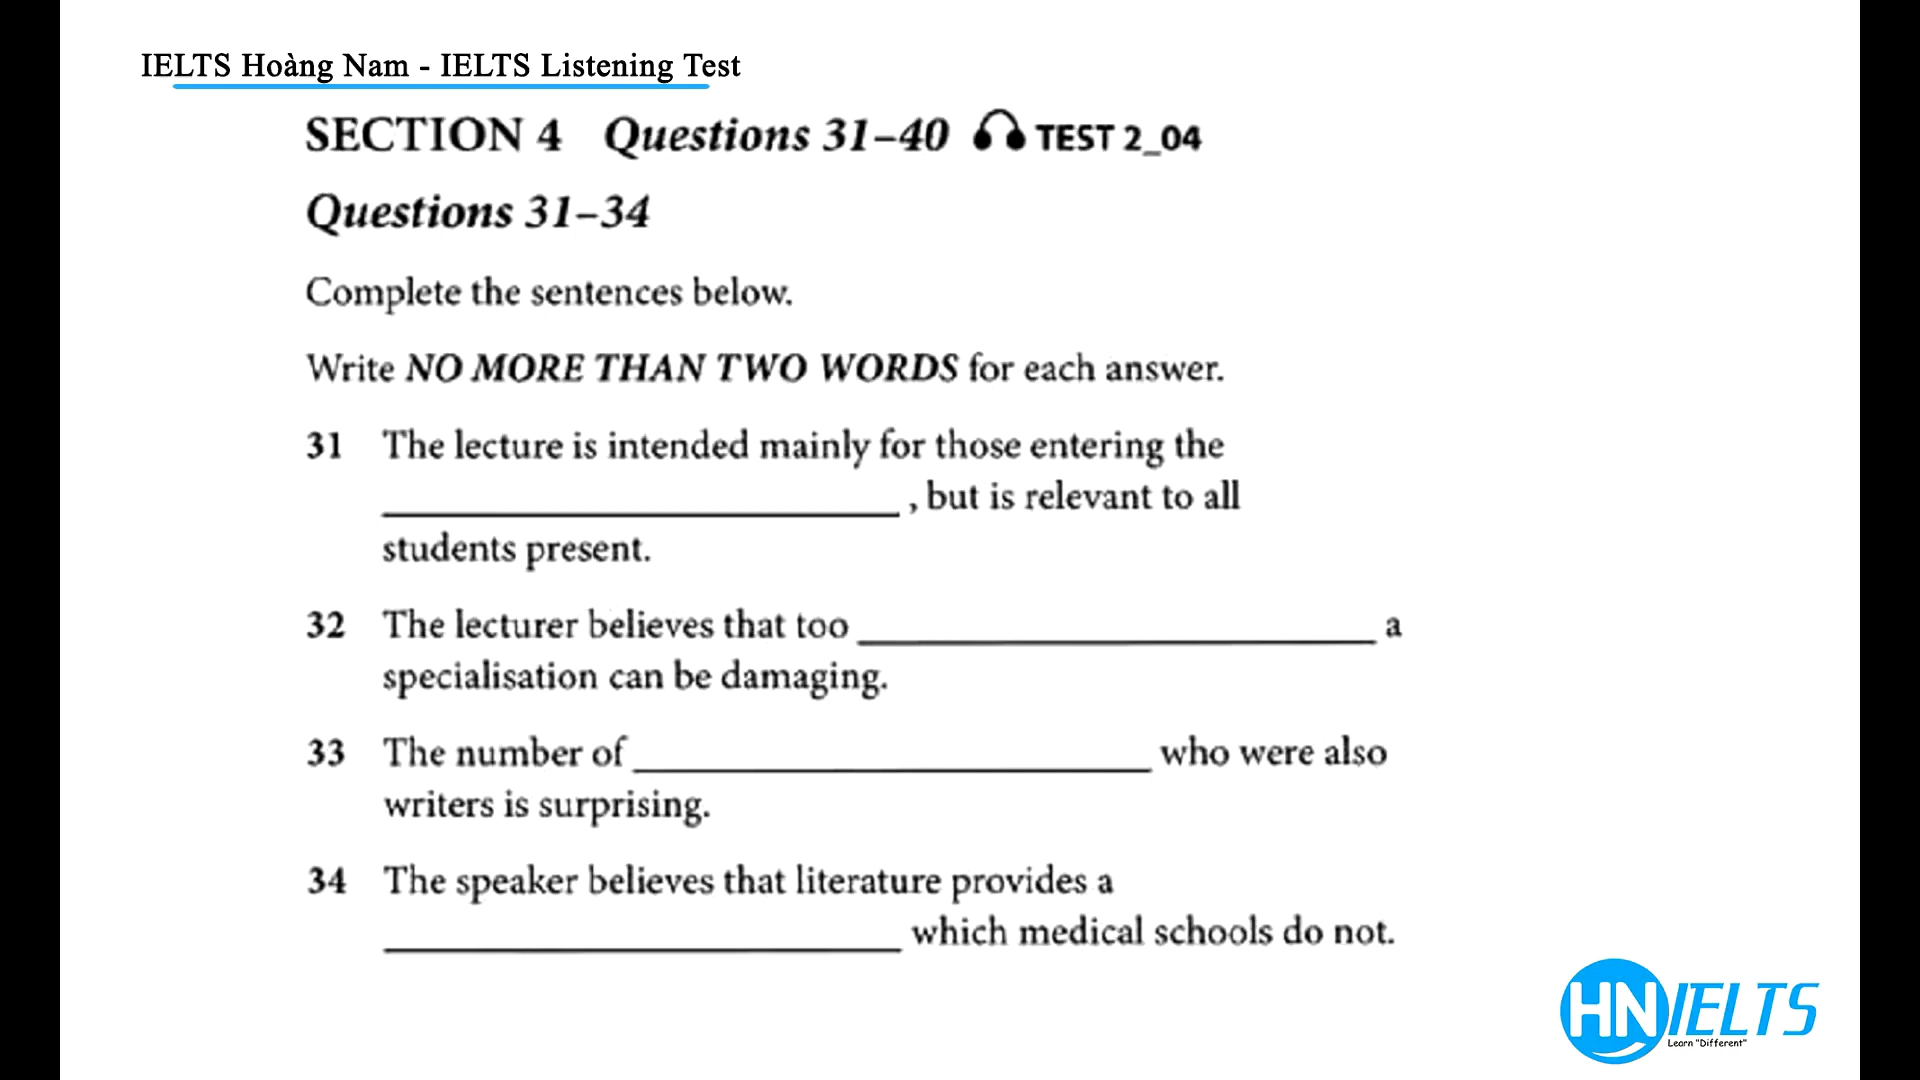 IELTS Hoàng Nam - IELTS Listening Test
SECTION 4 Questions 31–40 TEST 2_04
Questions 31–34
Complete the sentences below.
Write NO MORE THAN TWO WORDS for each answer.
31 The lecture is intended mainly for those entering the
____________________ , but is relevant to all
students present.
32 The lecturer believes that too ____________________ a
specialisation can be damaging.
33 The number of ____________________ who were also
writers is surprising.
34 The speaker believes that literature provides a
____________________ which medical schools do not.
HNIELTS
Learn "Different"